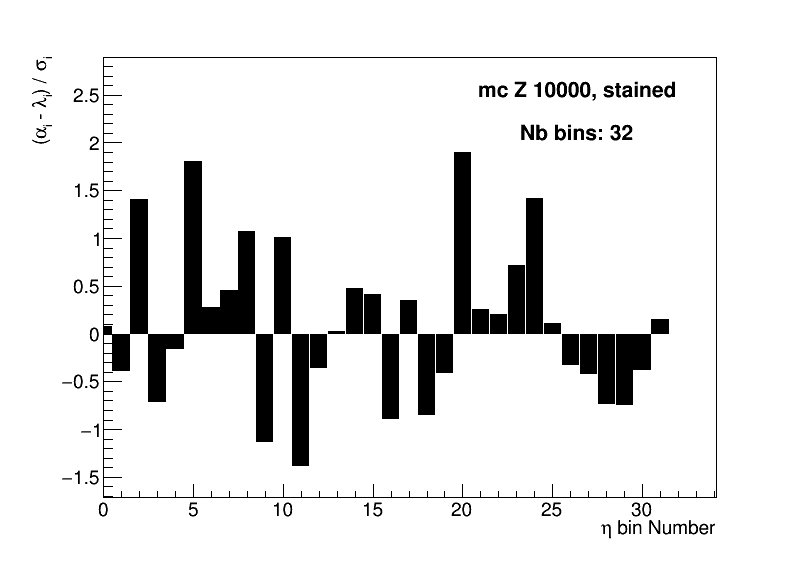 (αi - λi) / σi
mc Z 10000, stained
Nb bins: 32
2.5
2
1.5
1
0.5
0
−0.5
−1
−1.5
0 5 10 15 20 25 30
η bin Number